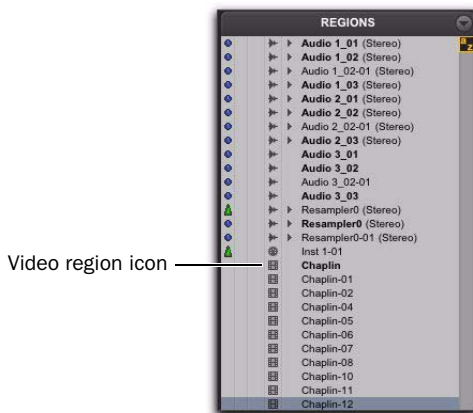 REGIONS
a z
Audio 1_01 (Stereo)
Audio 1_02 (Stereo)
Audio 1_02-01 (Stereo)
Audio 1_03 (Stereo)
Audio 2_01 (Stereo)
Audio 2_02 (Stereo)
Audio 2_02-01 (Stereo)
Audio 2_03 (Stereo)
Audio 3_01
Audio 3_02
Audio 3_02-01
Audio 3_03
Resampler0 (Stereo)
Resampler0 (Stereo)
Resampler0-01 (Stereo)
Inst 1-01
Video region icon
Chaplin
Chaplin-01
Chaplin-02
Chaplin-04
Chaplin-05
Chaplin-06
Chaplin-07
Chaplin-08
Chaplin-10
Chaplin-11
Chaplin-12